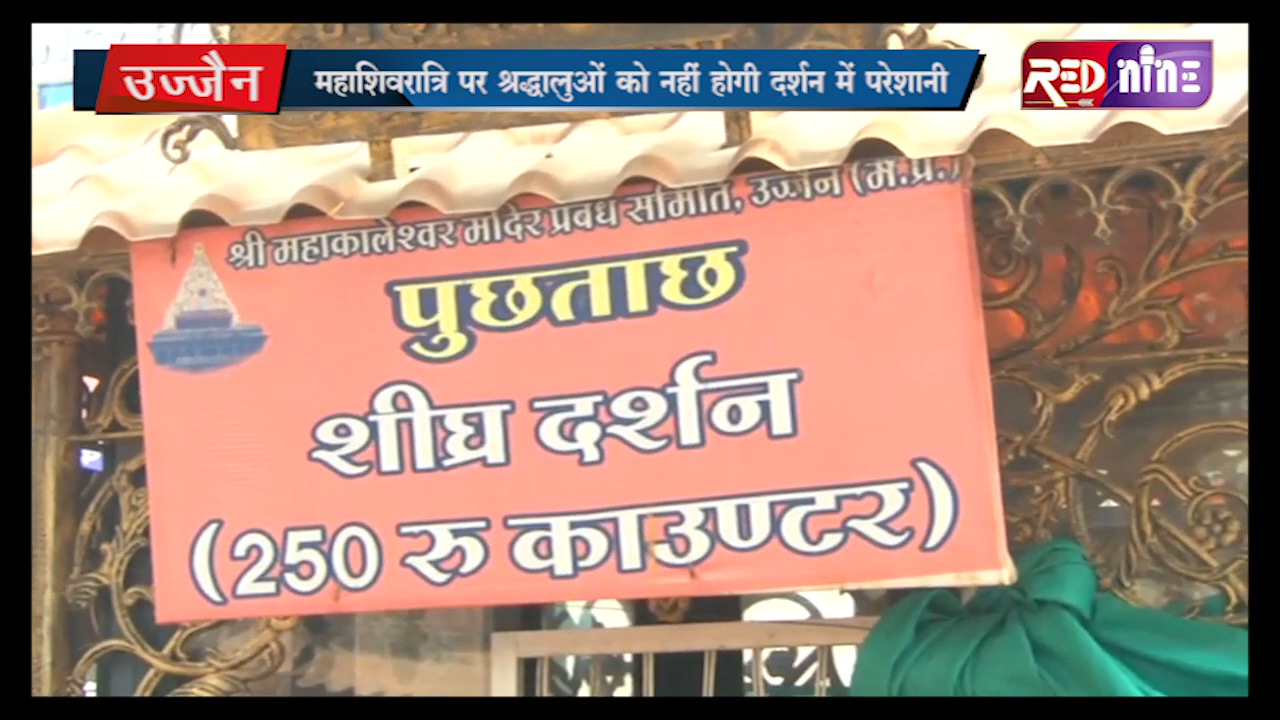 उज्जैन
महाशिवरात्रि पर श्रद्धालुओं को नहीं होगी दर्शन में परेशानी
RED NINE
श्री महाकालेश्वर मंदिर प्रबंध समिति, उज्जैन (म.प्र.)
पुछताछ
शीघ्र दर्शन
(250 रु काउण्टर)